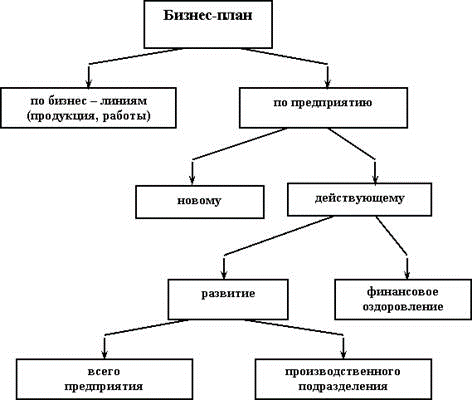 Бизнес-план
по бизнес – линиям
(продукция, работы)
по предприятию
новому
действующему
развитие
финансовое
оздоровление
всего
предприятия
производственного
подразделения